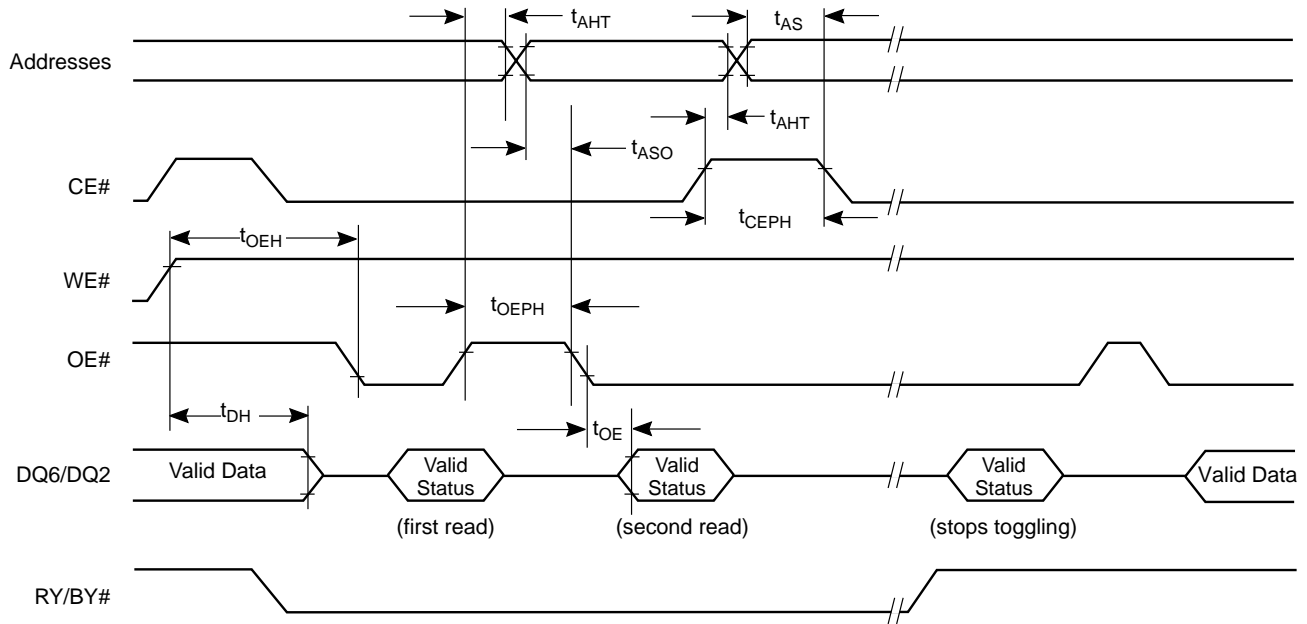 tAHT
tAS
Addresses
tAHT
tASO
CE#
tCEPH
tOEH
WE#
tOEPH
OE#
tDH
tOE
DQ6/DQ2
Valid Data
Valid
Status
Valid
Status
Valid
Status
Valid Data
(first read)
(second read)
(stops toggling)
RY/BY#